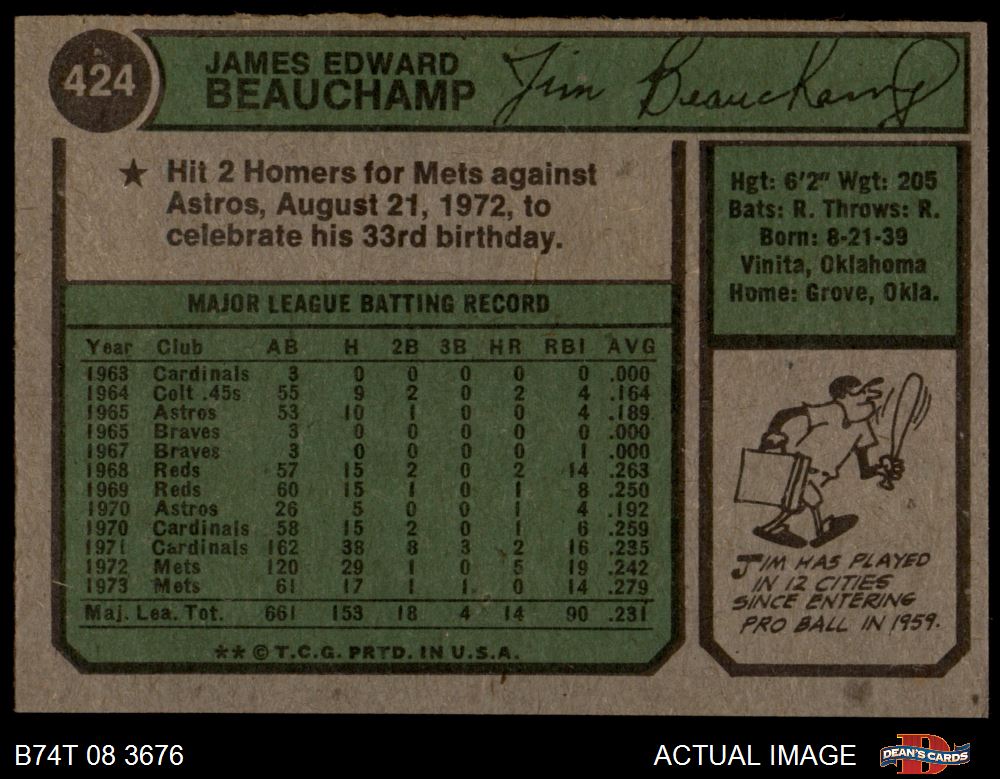 424
JAMES EDWARD
BEAUCHAMP
Jim Beauchamp
★ Hit 2 Homers for Mets against
Astros, August 21, 1972, to
celebrate his 33rd birthday.
Hgt: 6'2" Wgt: 205
Bats: R. Throws: R.
Born: 8-21-39
Vinita, Oklahoma
Home: Grove, Okla.
MAJOR LEAGUE BATTING RECORD
Year Club AB H 2B 3B HR RBI AVG
1963 Cardinals 3 0 0 0 0 0 .000
1964 Colt .45s 55 9 2 0 2 4 .164
1965 Astros 53 10 1 0 0 4 .189
1965 Braves 3 0 0 0 0 0 .000
1967 Braves 3 0 0 0 0 1 .000
1968 Reds 57 15 2 0 2 14 .263
1969 Reds 60 15 1 0 1 8 .250
1970 Astros 26 5 0 0 1 4 .192
1970 Cardinals 58 15 2 0 1 6 .259
1971 Cardinals 162 38 8 3 2 16 .235
1972 Mets 120 29 1 0 5 19 .242
1973 Mets 61 17 1 1 0 14 .279
Maj. Lea. Tot. 661 153 18 4 14 90 .231
** © T.C.G. PRTD. IN U.S.A.
JIM HAS PLAYED
IN 12 CITIES
SINCE ENTERING
PRO BALL IN 1959.
B74T 08 3676
ACTUAL IMAGE
DEAN'S CARDS